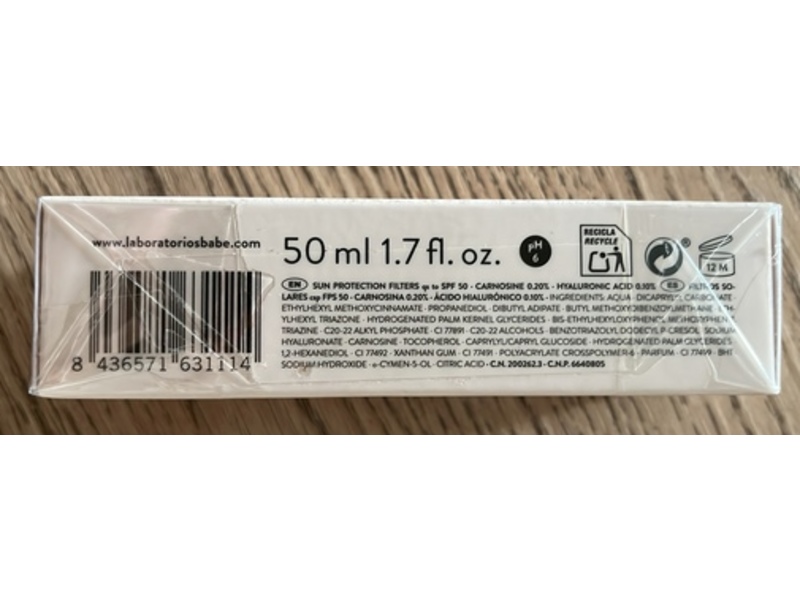 www.laboratoriosbabe.com
50 ml 1.7 fl. oz.
pH
6
RECICLA
RECYCLE
®
12 M
EN SUN PROTECTION FILTERS qs to SPF 50 · CARNOSINE 0.20% · HYALURONIC ACID 0.10% · ES FILTROS SO-
LARES csp FPS 50 · CARNOSINA 0.20% · ÁCIDO HIALURÓNICO 0.10% · INGREDIENTS: AQUA · DICAPRYLYL CARBONATE ·
ETHYLHEXYL METHOXYCINNAMATE · PROPANEDIOL · DIBUTYL ADIPATE · BUTYL METHOXYDIBENZOYLMETHANE ·
YLHEXYL TRIAZONE · HYDROGENATED PALM KERNEL GLYCERIDES · BIS-ETHYLHEXYLOXYPHENOL METHOXYPHENYL
TRIAZINE · C20-22 ALKYL PHOSPHATE · CI 77891 · C20-22 ALCOHOLS · BENZOTRIAZOLYL DODECYL P-CRESOL · SODIUM
HYALURONATE · CARNOSINE · TOCOPHEROL · CAPRYLYL/CAPRYL GLUCOSIDE · HYDROGENATED PALM GLYCERIDES ·
1,2-HEXANEDIOL · CI 77492 · XANTHAN GUM · CI 77491 · POLYACRYLATE CROSSPOLYMER-6 · PARFUM · CI 77499 · BHT
SODIUM HYDROXIDE · o-CYMEN-5-OL · CITRIC ACID · C.N. 200262.3 · C.N.P. 6640805
8 436571 631114